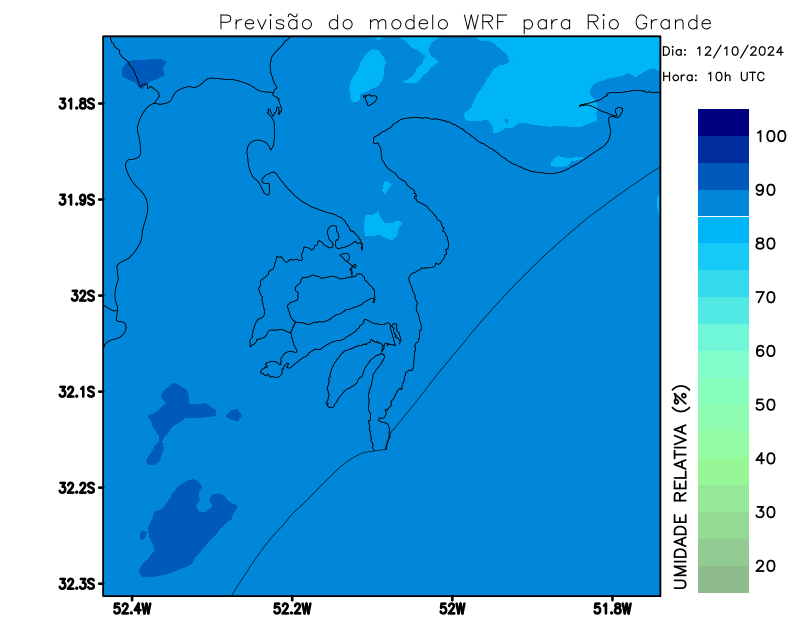 Previsão do modelo WRF para Rio Grande
Dia: 12/10/2024
Hora: 10h UTC
31.8S
31.9S
32S
32.1S
32.2S
32.3S
52.4W
52.2W
52W
51.8W
UMIDADE RELATIVA (%)
100
90
80
70
60
50
40
30
20